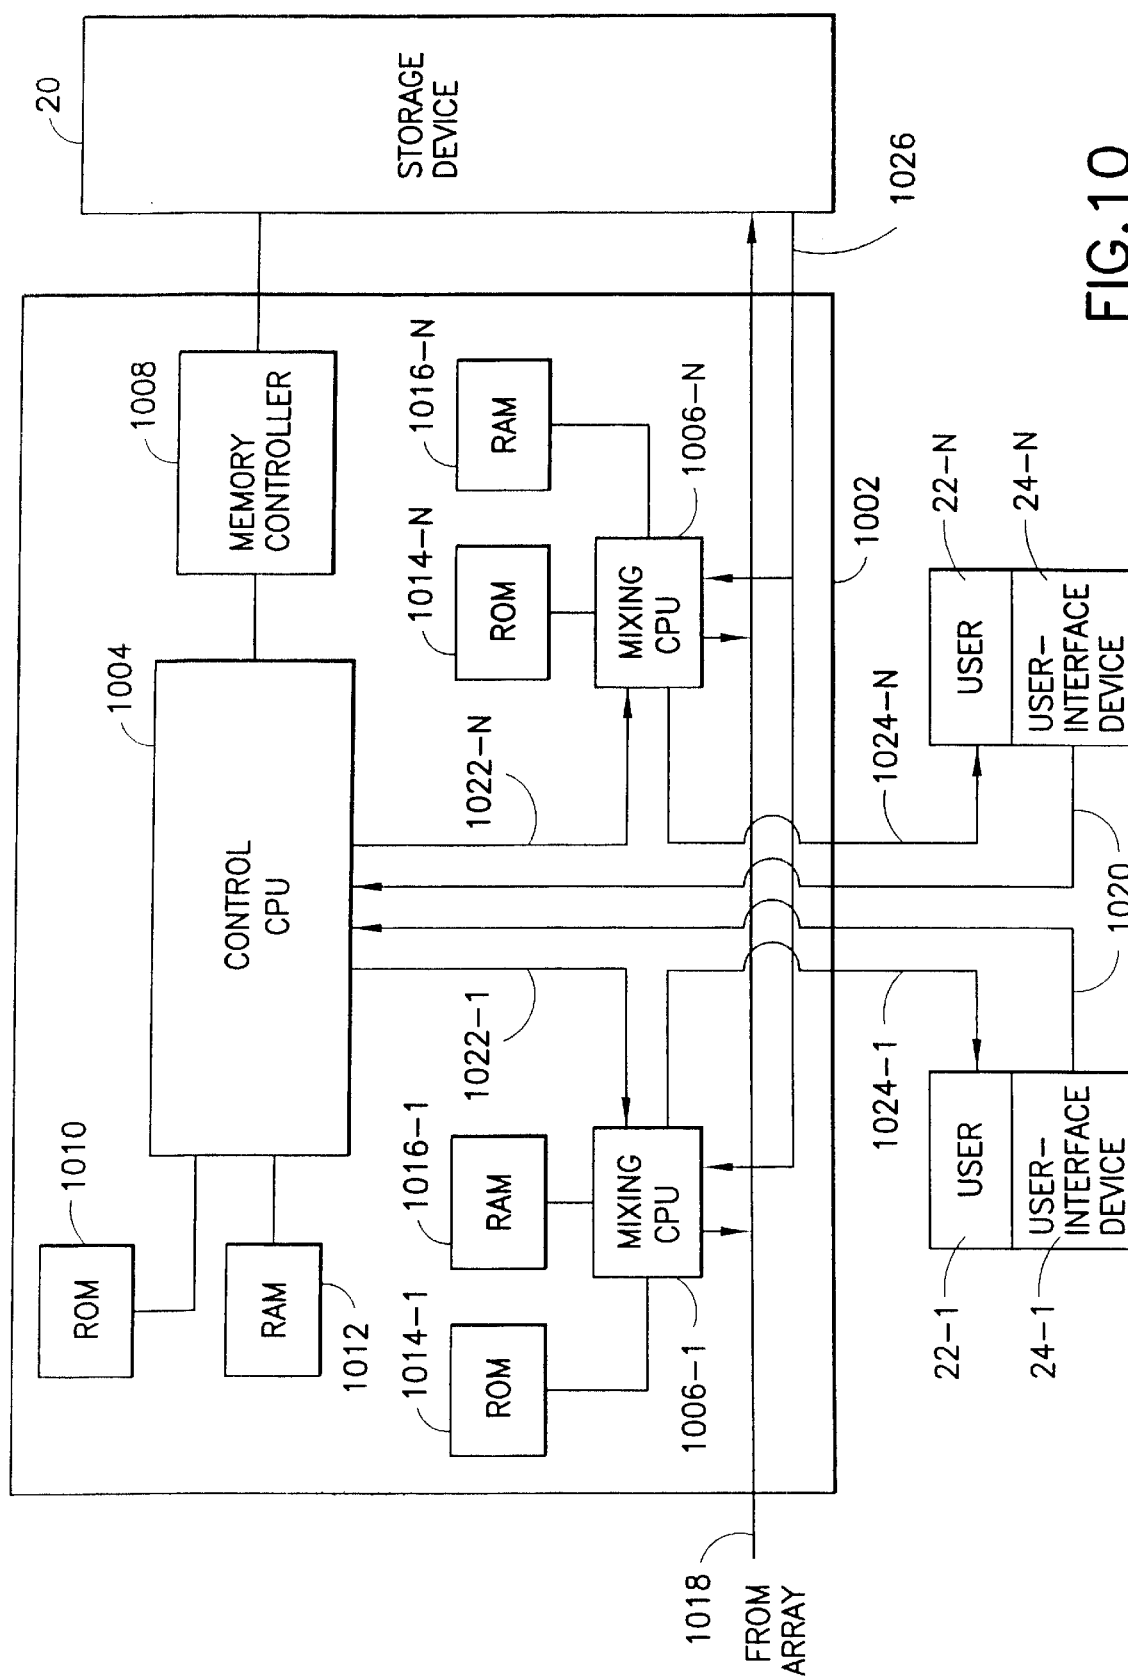 20
STORAGE
DEVICE
1026
1008
MEMORY
CONTROLLER
1004
CONTROL
CPU
1010
ROM
RAM
1012
1022-1
1022-N
1014-1
ROM
1016-1
RAM
MIXING
CPU
1006-1
1014-N
ROM
1016-N
RAM
MIXING
CPU
1006-N
1002
1018
FROM
ARRAY
1024-1
1020
1024-N
22-1
USER
24-1
USER-
INTERFACE
DEVICE
22-N
USER
24-N
USER-
INTERFACE
DEVICE
FIG.10